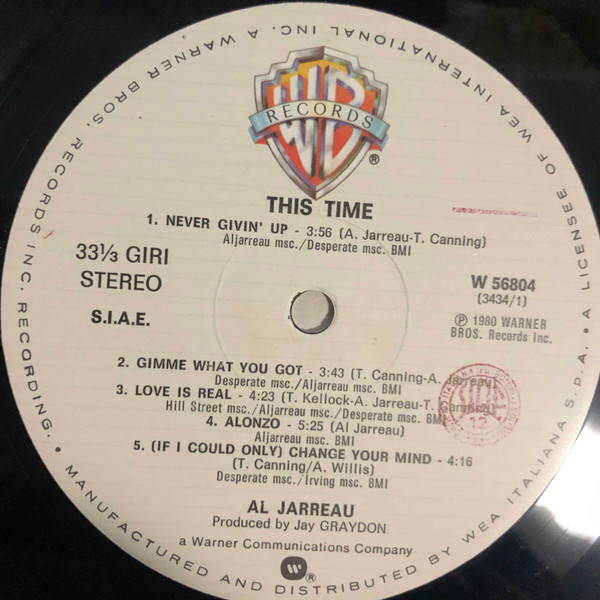 WB
RECORDS
®
THIS TIME
1. NEVER GIVIN' UP - 3:56 (A. Jarreau-T. Canning)
Aljarreau msc./Desperate msc. BMI
33⅓ GIRI
STEREO
S.I.A.E.
W 56804
(3434/1)
℗ 1980 WARNER
BROS. Records Inc.
2. GIMME WHAT YOU GOT - 3:43 (T. Canning-A. Jarreau)
Desperate msc./Aljarreau msc. BMI
3. LOVE IS REAL - 4:23 (T. Kellock-A. Jarreau-T. Canning)
Hill Street msc./Aljarreau msc./Desperate msc. BMI
4. ALONZO - 5:25 (Al Jarreau)
Aljarreau msc. BMI
5. (IF I COULD ONLY) CHANGE YOUR MIND - 4:16
(T. Canning/A. Willis)
Desperate msc./Irving msc. BMI
AL JARREAU
Produced by Jay GRAYDON
a Warner Communications Company
®
• MANUFACTURED AND DISTRIBUTED BY WEA ITALIANA S.P.A. • A LICENSEE OF WEA INTERNATIONAL INC. A WARNER BROS. RECORDS INC. RECORDING.
12